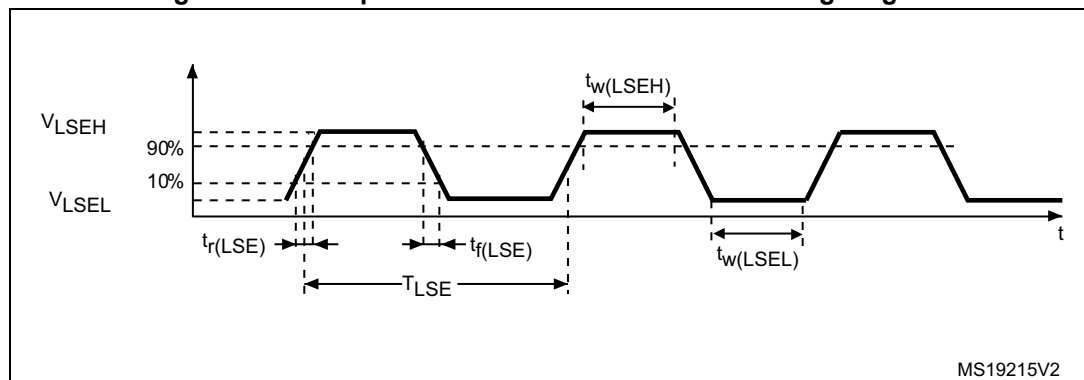 tw(LSEH)
VLSEH
90%
10%
VLSEL
tr(LSE)
tf(LSE)
tw(LSEL)
t
TLSE
MS19215V2